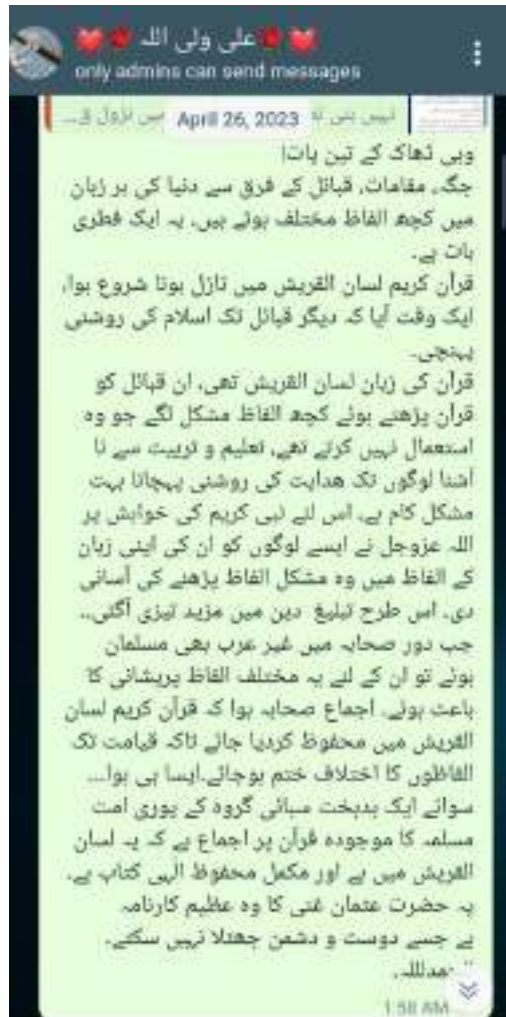 علی ولی اللہ
only admins can send messages
April 26, 2023
نہیں بنی
میں نزول
وہی ڈھاک کے تین پات!
جگہ، مقامات، قبائل کے فرق سے دنیا کی ہر زبان
میں کچھ الفاظ مختلف ہوتے ہیں۔ یہ ایک فطری
بات ہے۔
قرآن کریم لسان القریش میں نازل ہونا شروع ہوا،
ایک وقت آیا کہ دیگر قبائل تک اسلام کی روشنی
پہنچی۔
قرآن کی زبان لسان القریش تھی، ان قبائل کو
قرآن پڑھتے ہوئے کچھ الفاظ مشکل لگے جو وہ
استعمال نہیں کرتے تھے، تعلیم و تربیت سے نا
آشنا لوگوں تک ھدایت کی روشنی پہچانا بہت
مشکل کام ہے، اس لئے نبی کریم کی خواہش پر
اللہ عزوجل نے ایسے لوگوں کو ان کی اپنی زبان
کے الفاظ میں وہ مشکل الفاظ پڑھنے کی آسانی
دی۔ اس طرح تبلیغ دین میں مزید تیزی آگئی..
جب دور صحابہ میں غیر عرب بھی مسلمان
ہوئے تو ان کے لئے یہ مختلف الفاظ پریشانی کا
باعث ہوئے۔ اجماع صحابہ ہوا کہ قرآن کریم لسان
القریش میں محفوظ کردیا جائے تاکہ قیامت تک
الفاظوں کا اختلاف ختم ہوجائے۔ایسا ہی ہوا...
سوائے ایک بدبخت سبائی گروہ کے پوری امت
مسلمہ کا موجودہ قرآن پر اجماع ہے کہ یہ لسان
القریش میں ہے اور مکمل محفوظ الہی کتاب ہے۔
یہ حضرت عثمان غنی کا وہ عظیم کارنامہ
ہے جسے دوست و دشمن جھٹلا نہیں سکتے۔
1:58 AM